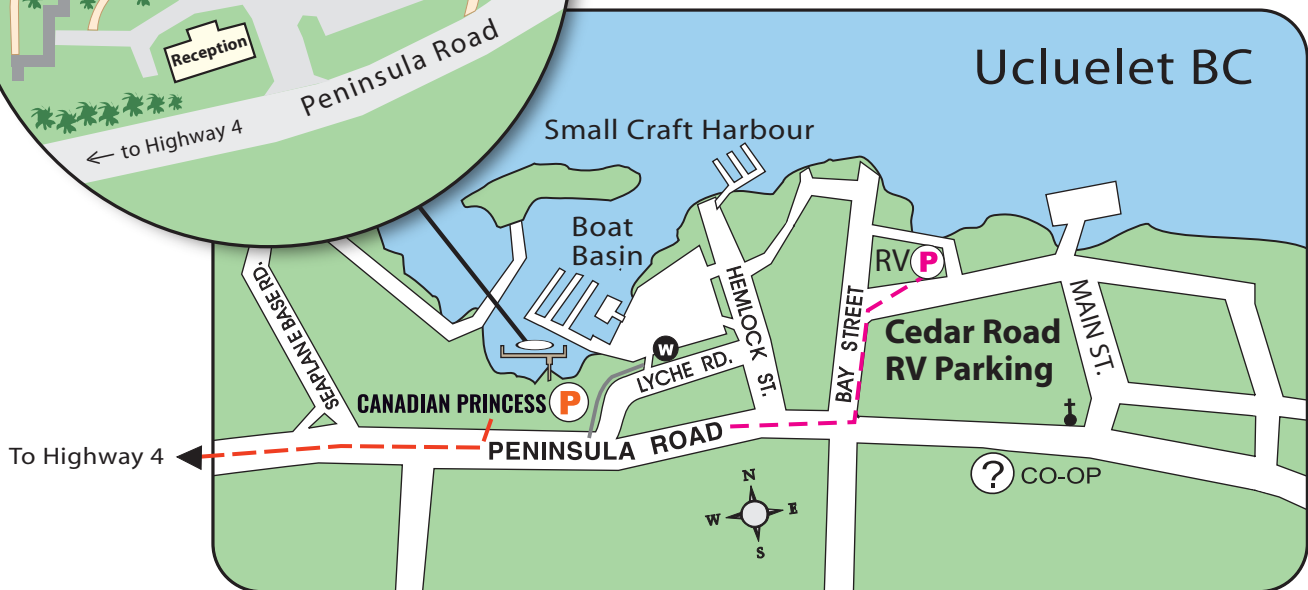 Reception
Peninsula Road
← to Highway 4
Ucluelet BC
Small Craft Harbour
Boat
Basin
SEAPLANE BASE RD.
HEMLOCK ST.
BAY STREET
RV P
MAIN ST.
Cedar Road
RV Parking
W
LYCHE RD.
CANADIAN PRINCESS P
To Highway 4
PENINSULA ROAD
? CO-OP
N
W E
S